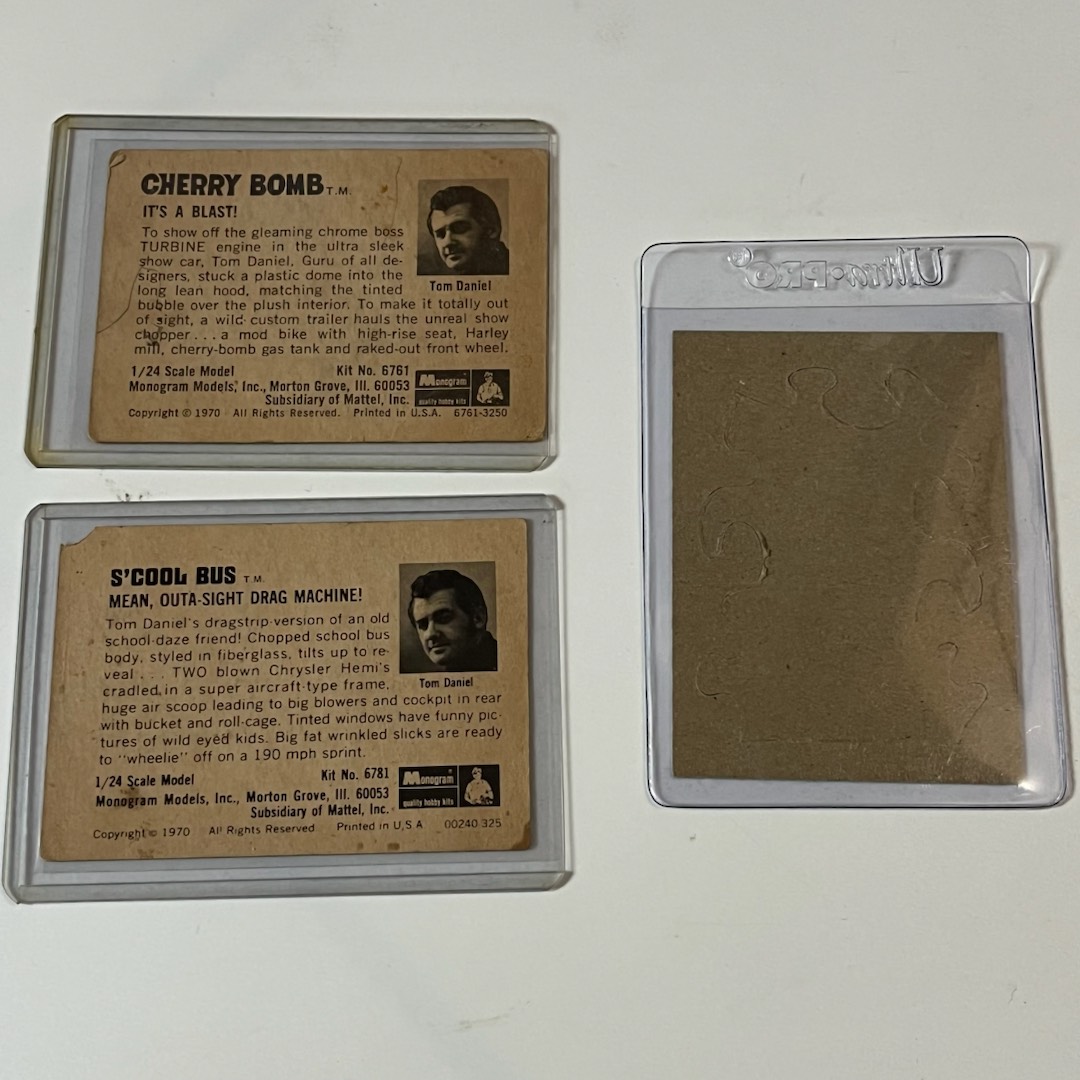 CHERRY BOMB T.M.
IT'S A BLAST!
To show off the gleaming chrome boss
TURBINE engine in the ultra sleek
show car, Tom Daniel, Guru of all de-
signers, stuck a plastic dome into the
long lean hood, matching the tinted
bubble over the plush interior. To make it totally out
of sight, a wild custom trailer hauls the unreal show
chopper . . . a mod bike with high-rise seat, Harley
mill, cherry-bomb gas tank and raked-out front wheel.
Tom Daniel
1/24 Scale Model Kit No. 6761
Monogram Models, Inc., Morton Grove, Ill. 60053
Subsidiary of Mattel, Inc.
Monogram
quality hobby kits
Copyright © 1970 All Rights Reserved. Printed in U.S.A. 6761-3250
S'COOL BUS T.M.
MEAN, OUTA-SIGHT DRAG MACHINE!
Tom Daniel's dragstrip version of an old
school-daze friend! Chopped school bus
body, styled in fiberglass, tilts up to re-
veal . . . TWO blown Chrysler Hemi's
cradled in a super aircraft-type frame,
huge air scoop leading to big blowers and cockpit in rear
with bucket and roll-cage. Tinted windows have funny pic-
tures of wild eyed kids. Big fat wrinkled slicks are ready
to "wheelie" off on a 190 mph sprint.
Tom Daniel
1/24 Scale Model Kit No. 6781
Monogram Models, Inc., Morton Grove, Ill. 60053
Subsidiary of Mattel, Inc.
Monogram
quality hobby kits
Copyright © 1970 All Rights Reserved Printed in U.S.A. 00240-325
Ultra•PRO®